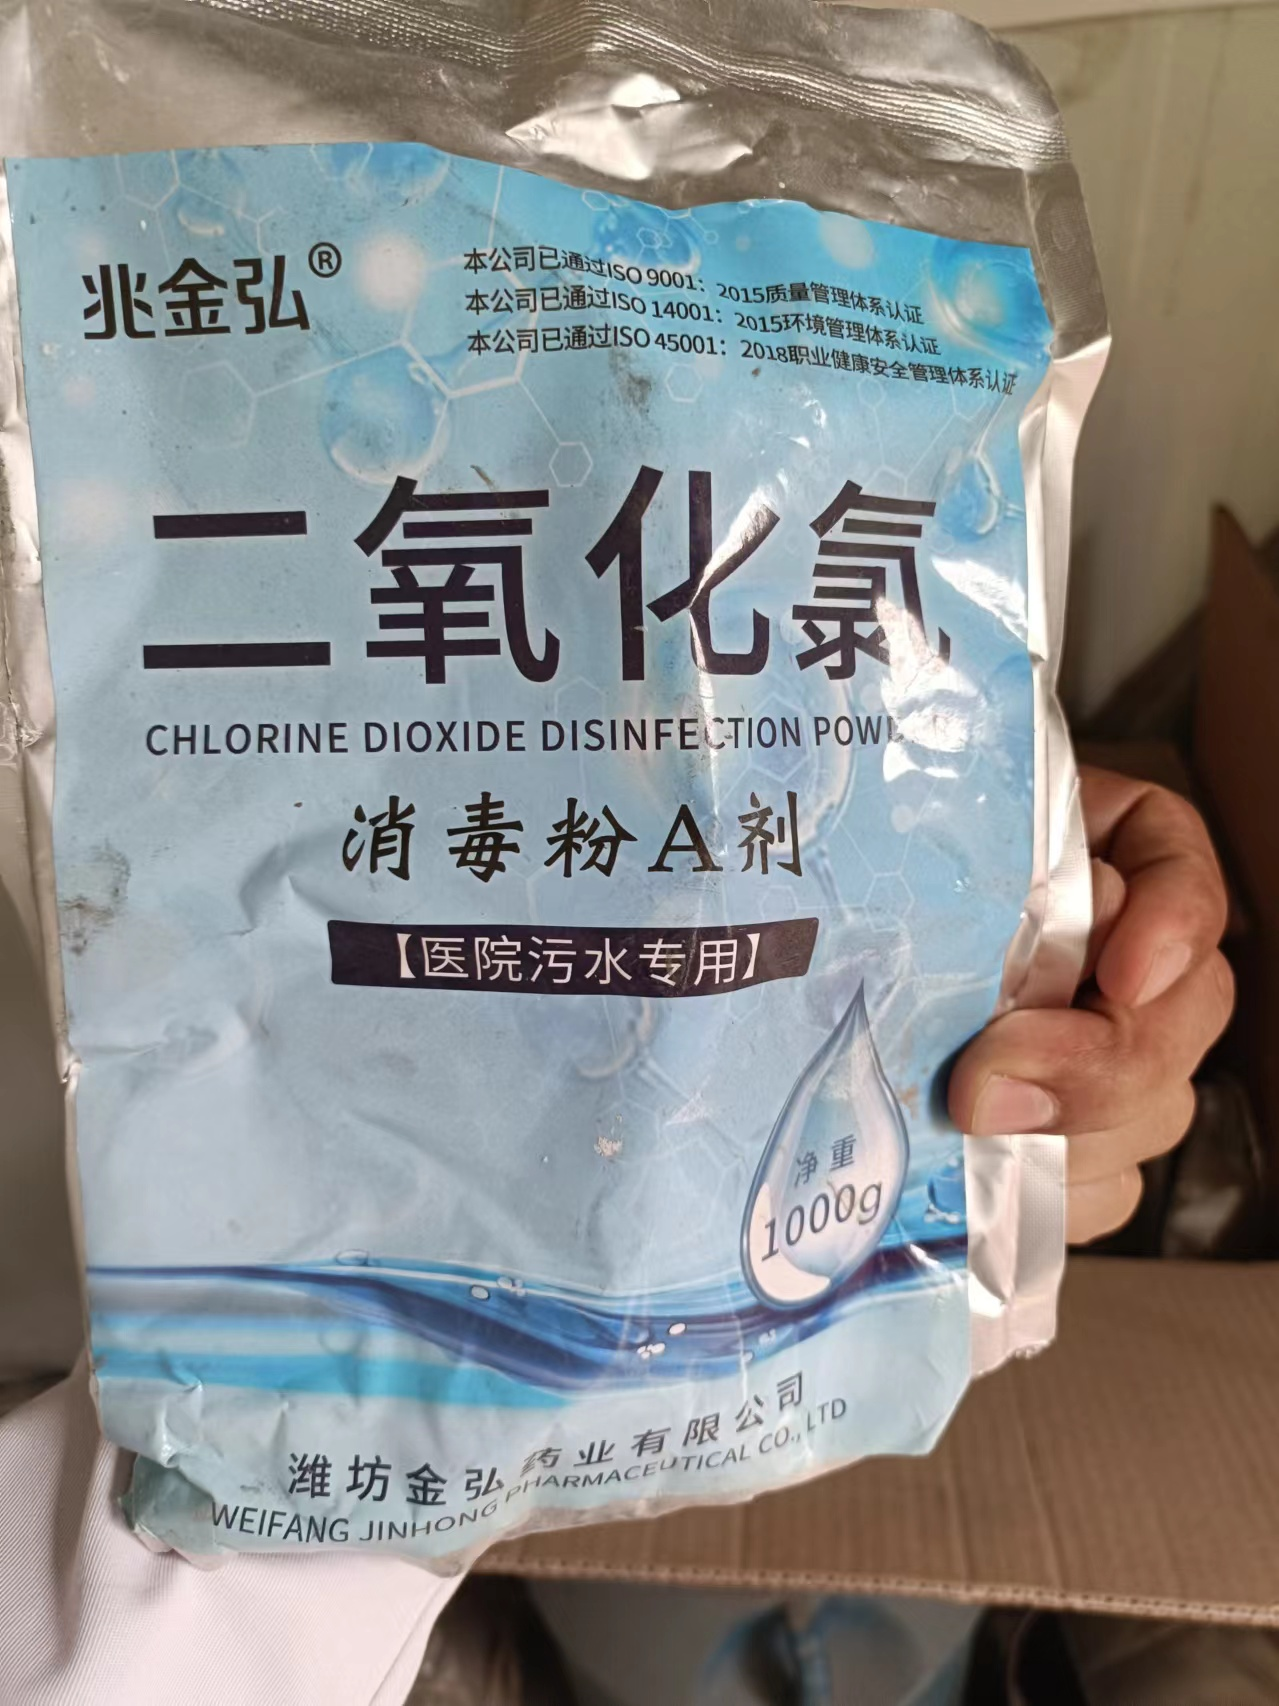 兆金弘®
本公司已通过ISO 9001：2015质量管理体系认证
本公司已通过ISO 14001：2015环境管理体系认证
本公司已通过ISO 45001：2018职业健康安全管理体系认证
二氧化氯
CHLORINE DIOXIDE DISINFECTION
消毒粉A剂
【医院污水专用】
净重
1000g
潍坊金弘药业有限公司
WEIFANG JINHONG PHARMACEUTICAL CO., LTD